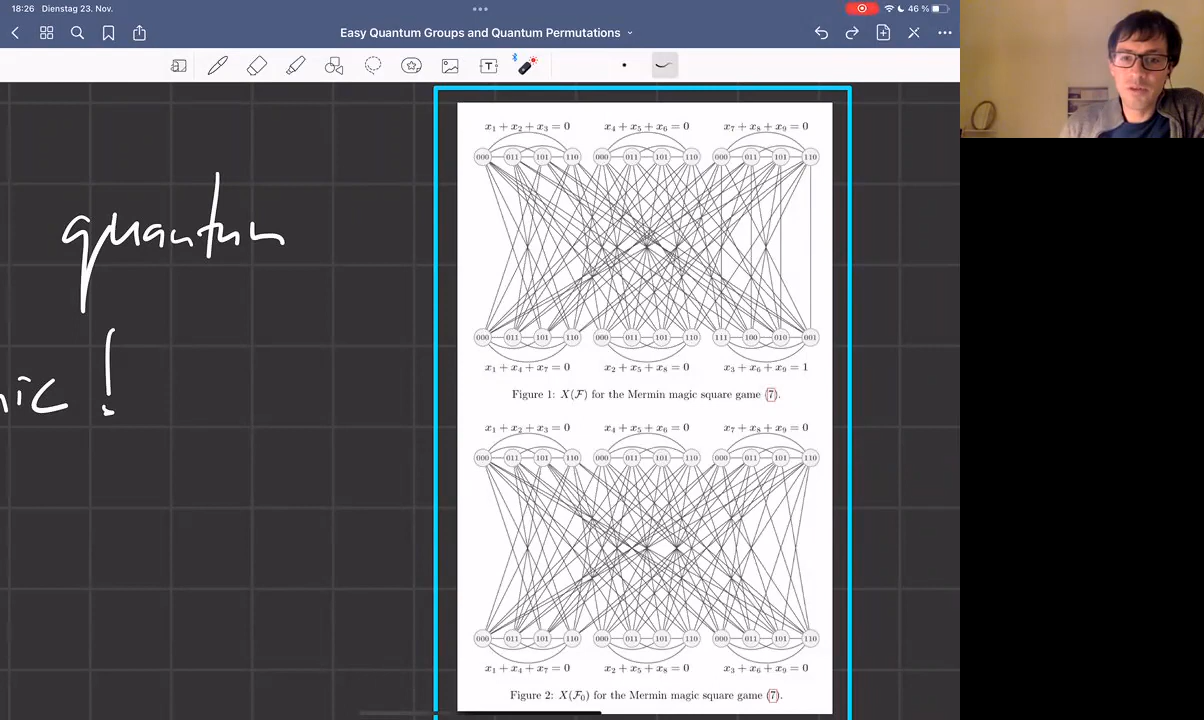 18:26 Dienstag 23. Nov.
46 %
Easy Quantum Groups and Quantum Permutations
T
quantum
nic !
x₁ + x₂ + x₃ = 0 x₄ + x₅ + x₆ = 0 x₇ + x₈ + x₉ = 0
000 011 101 110 000 011 101 110 000 011 101 110
000 011 101 110 000 011 101 110 111 100 010 001
x₁ + x₄ + x₇ = 0 x₂ + x₅ + x₈ = 0 x₃ + x₆ + x₉ = 1
Figure 1: X(F) for the Mermin magic square game (7).
x₁ + x₂ + x₃ = 0 x₄ + x₅ + x₆ = 0 x₇ + x₈ + x₉ = 0
000 011 101 110 000 011 101 110 000 011 101 110
000 011 101 110 000 011 101 110 000 011 101 110
x₁ + x₄ + x₇ = 0 x₂ + x₅ + x₈ = 0 x₃ + x₆ + x₉ = 0
Figure 2: X(F₀) for the Mermin magic square game (7).